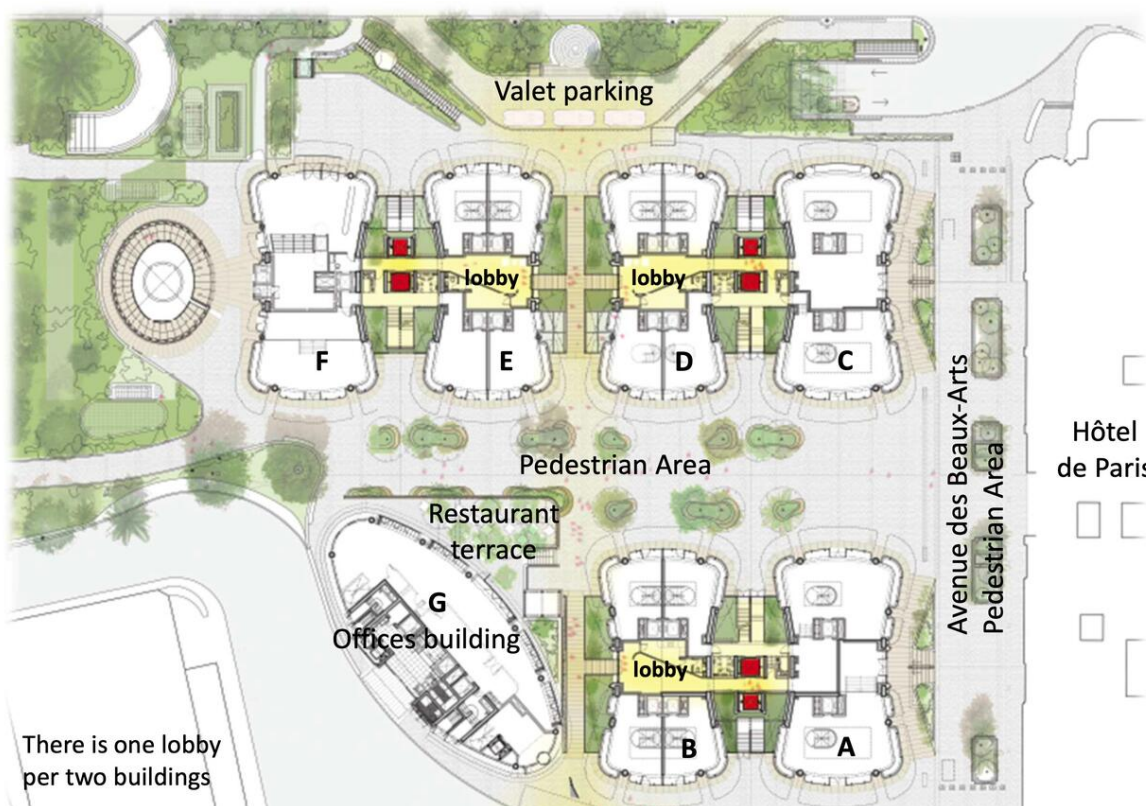 Valet parking
lobby
lobby
F
E
D
C
Avenue des Beaux-Arts
Pedestrian Area
Hôtel
de Paris
Pedestrian Area
Restaurant
terrace
G
Offices building
lobby
B
A
There is one lobby
per two buildings